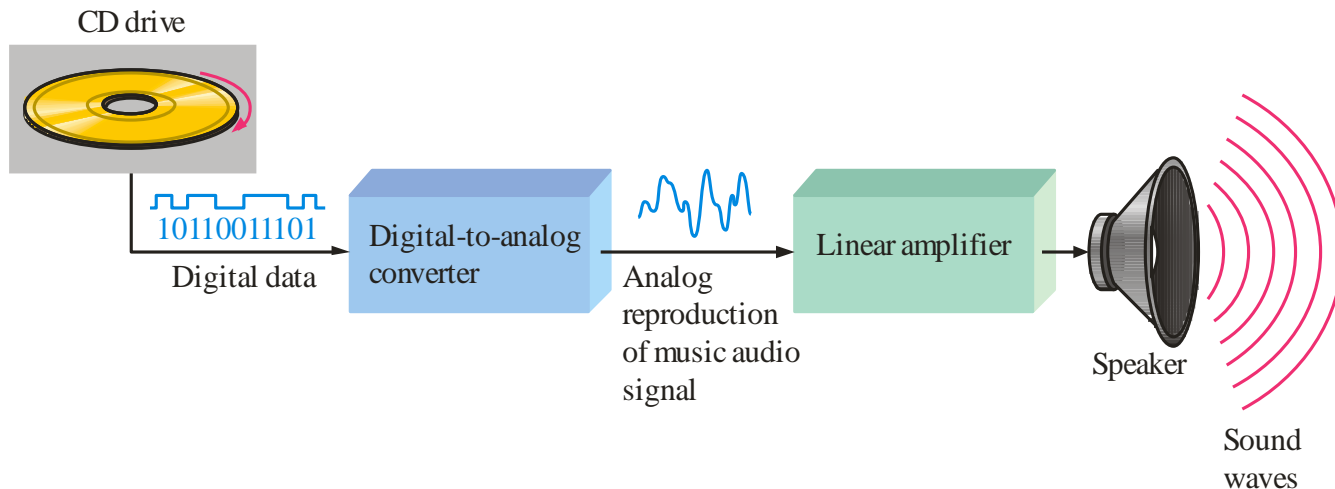 CD drive
10110011101
Digital data
Digital-to-analog
converter
Analog
reproduction
of music audio
signal
Linear amplifier
Speaker
Sound
waves